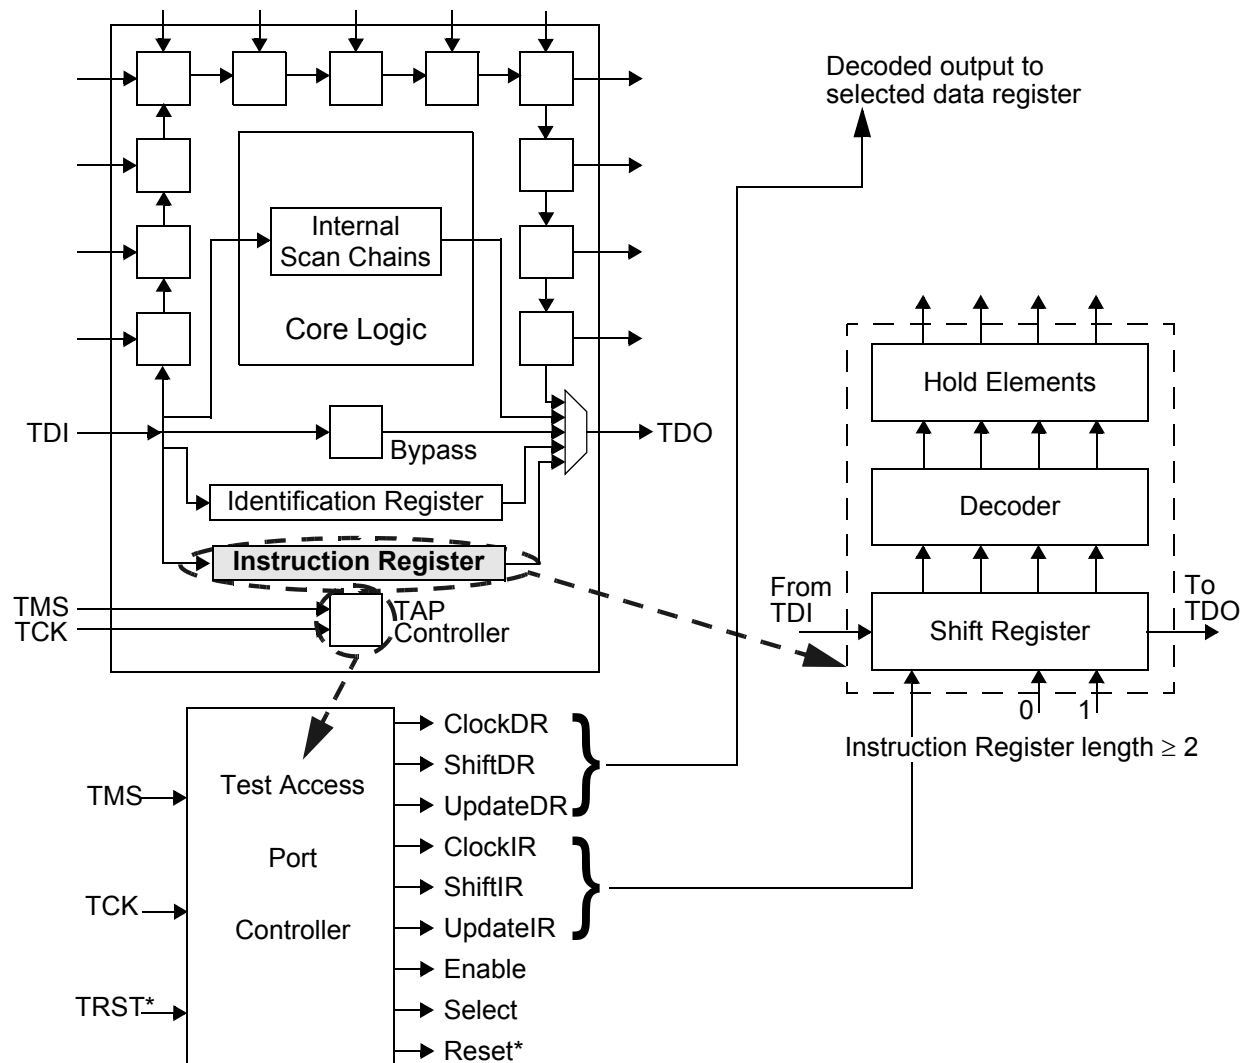 Decoded output to
selected data register
Internal
Scan Chains
Core Logic
TDI
Bypass
TDO
Identification Register
Instruction Register
TMS
TCK
TAP
Controller
Hold Elements
Decoder
From
TDI
Shift Register
To
TDO
0
1
Instruction Register length ≥ 2
Test Access
Port
Controller
TMS
TCK
TRST*
ClockDR
ShiftDR
UpdateDR
ClockIR
ShiftIR
UpdateIR
Enable
Select
Reset*